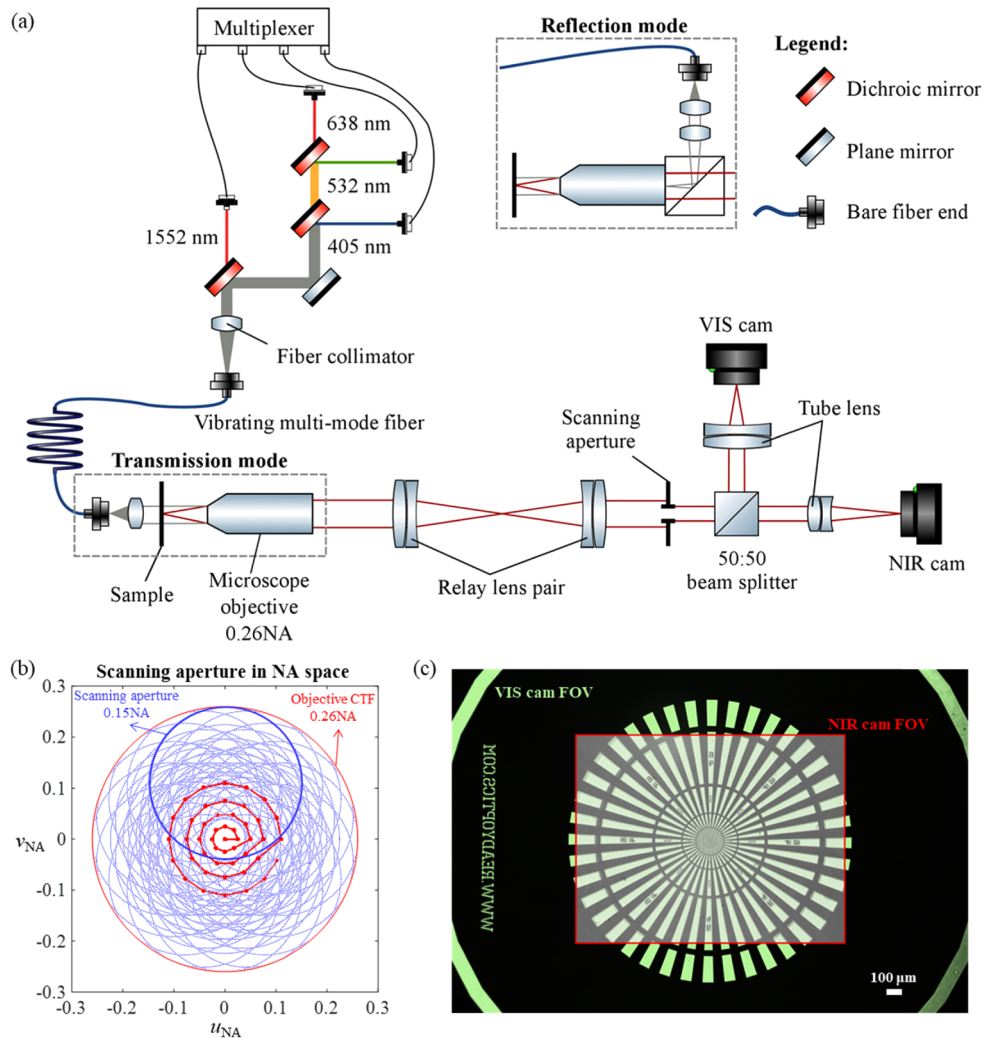 (a)
Multiplexer
638 nm
532 nm
405 nm
1552 nm
Fiber collimator
Vibrating multi-mode fiber
Reflection mode
Legend:
Dichroic mirror
Plane mirror
Bare fiber end
Transmission mode
Sample
Microscope
objective
0.26NA
Relay lens pair
Scanning
aperture
VIS cam
Tube lens
50:50
beam splitter
NIR cam
(b)
Scanning aperture in NA space
Scanning aperture
0.15NA
Objective CTF
0.26NA
0.3
0.2
0.1
0
-0.1
-0.2
-0.3
vNA
-0.3
-0.2
-0.1
0
0.1
0.2
0.3
uNA
(c)
VIS cam FOV
NIR cam FOV
WWW.READYOPTICS.COM
100 μm